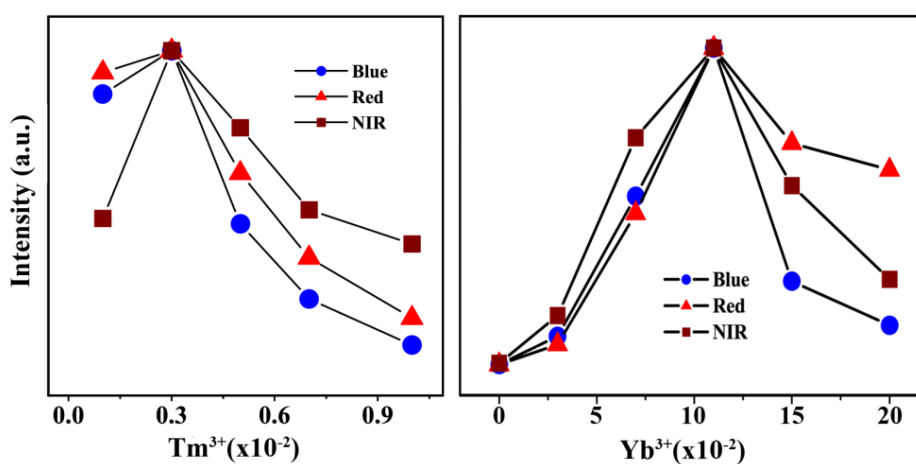 Intensity (a.u.)
Blue
Red
NIR
0.0 0.3 0.6 0.9
Tm³⁺(x10⁻²)
Blue
Red
NIR
0 5 10 15 20
Yb³⁺(x10⁻²)